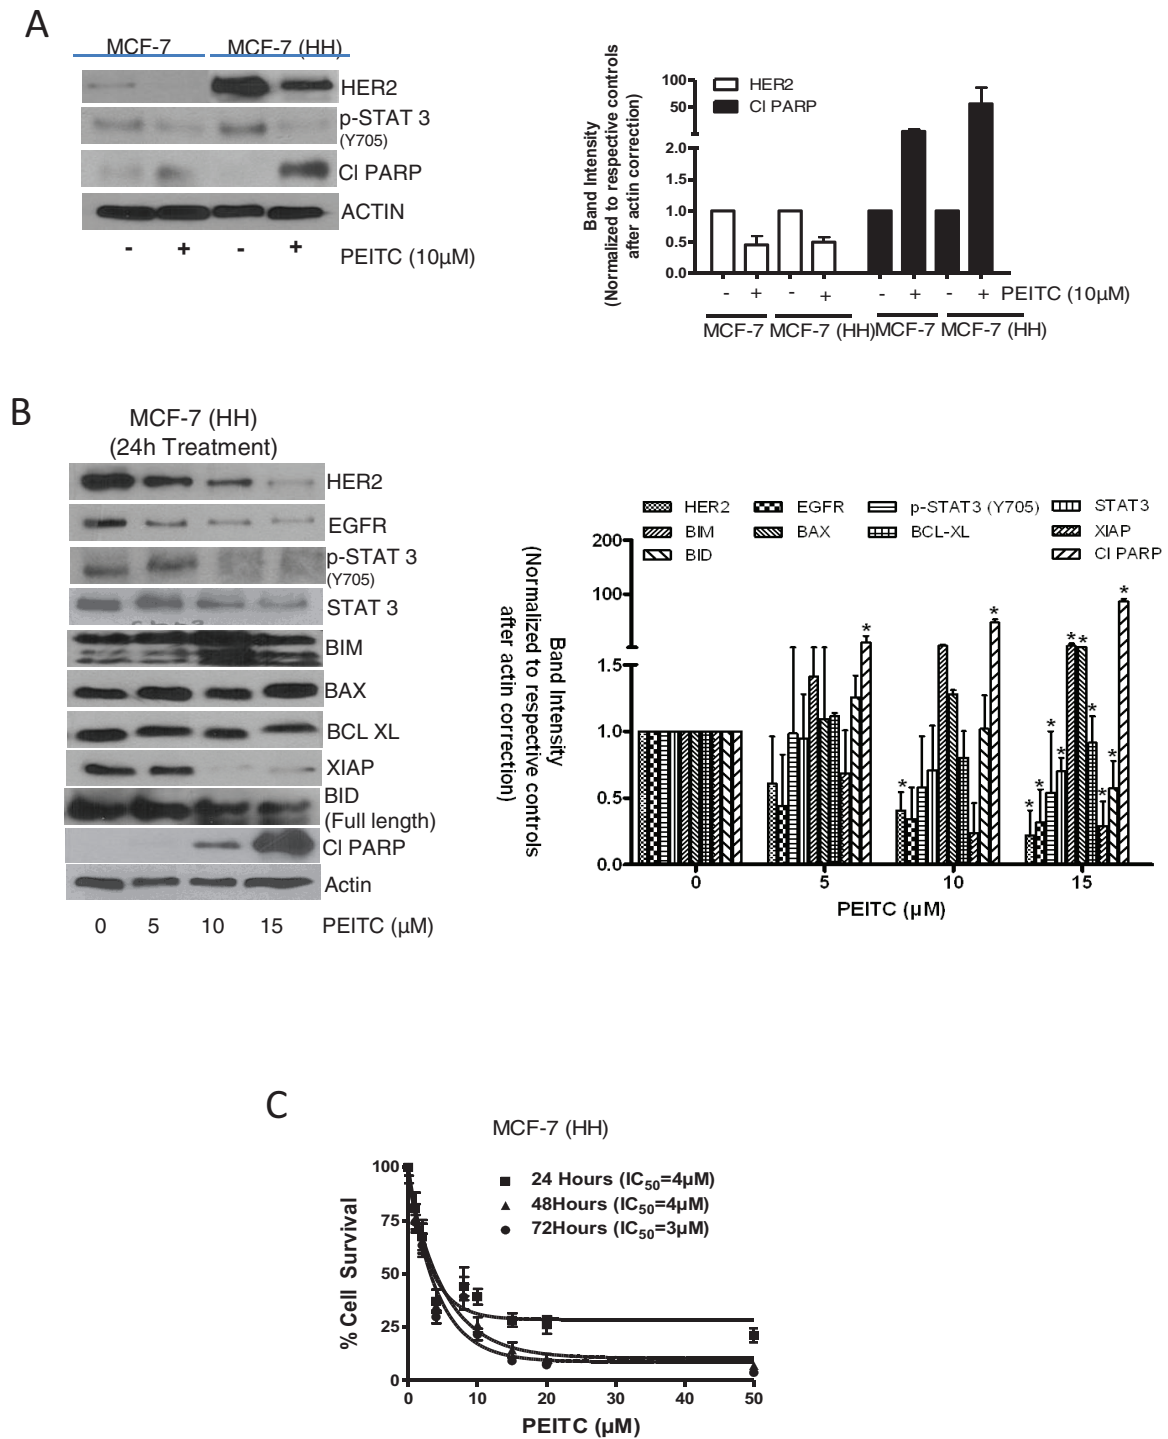 A
MCF-7 MCF-7 (HH)
HER2
p-STAT 3
(Y705)
Cl PARP
ACTIN
- + - +
PEITC (10µM)
Band Intensity
(Normalized to respective controls
after actin correction)
HER2
Cl PARP
100
50
2.0
1.5
1.0
0.5
0.0
- + - + - + - + PEITC (10µM)
MCF-7 MCF-7 (HH) MCF-7 MCF-7 (HH)
B
MCF-7 (HH)
(24h Treatment)
HER2
EGFR
p-STAT 3
(Y705)
STAT 3
BIM
BAX
BCL XL
XIAP
BID
(Full length)
Cl PARP
Actin
0 5 10 15 PEITC (µM)
Band Intensity
(Normalized to respective controls
after actin correction)
HER2 EGFR p-STAT3 (Y705) STAT3
BIM BAX BCL-XL XIAP
BID Cl PARP
200
100
1.5
1.0
0.5
0.0
* * * * * * * * * * * * *
0 5 10 15
PEITC (µM)
C
MCF-7 (HH)
24 Hours (IC50=4µM)
48Hours (IC50=4µM)
72Hours (IC50=3µM)
% Cell Survival
100
75
50
25
0
0 10 20 30 40 50
PEITC (µM)